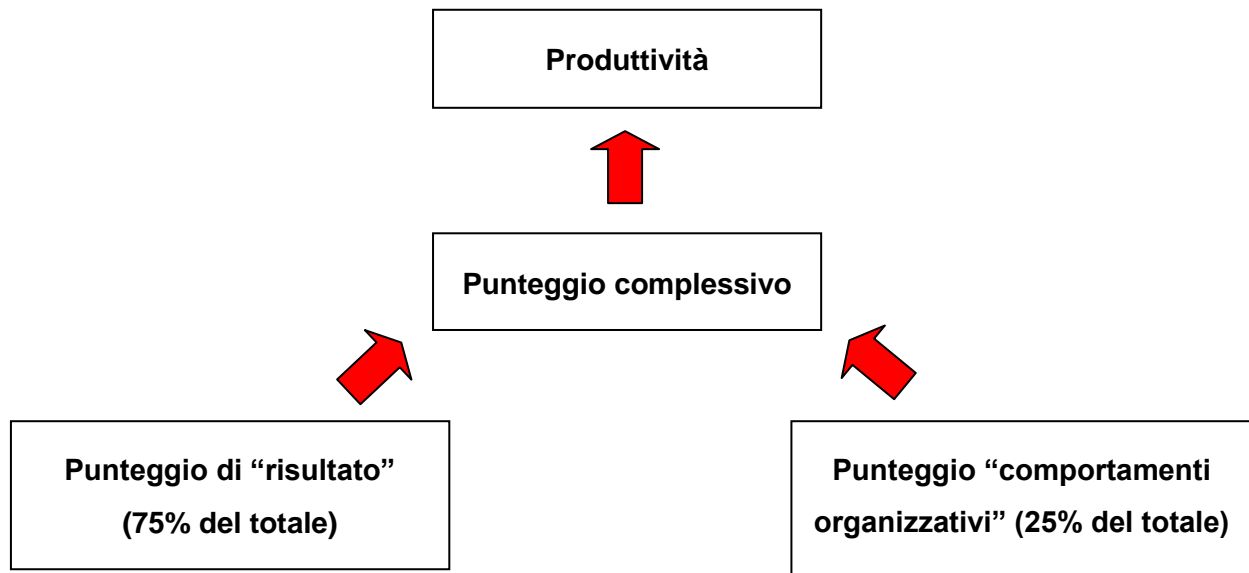 Produttività
Punteggio complessivo
Punteggio di “risultato”
(75% del totale)
Punteggio “comportamenti
organizzativi” (25% del totale)